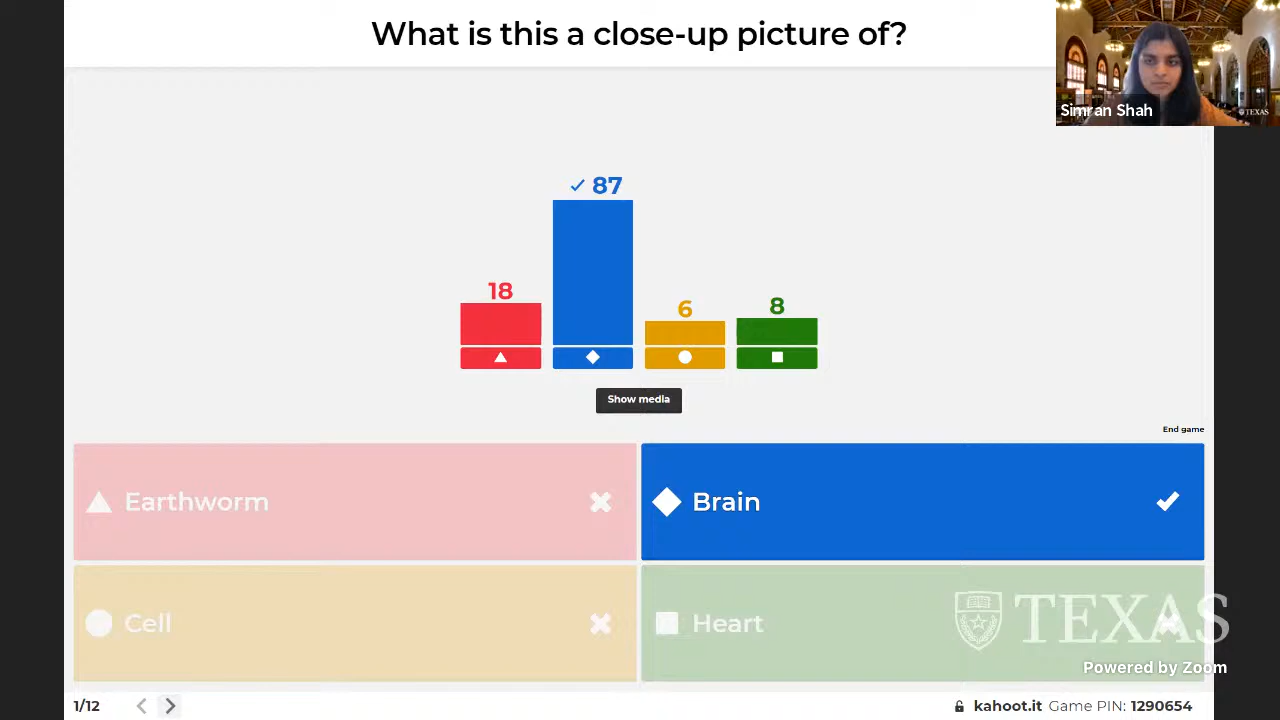 What is this a close-up picture of?
Simran Shah
TEXAS
87
18
6
8
Show media
End game
Earthworm
Brain
Cell
Heart
TEXAS
Powered by Zoom
1/12
kahoot.it Game PIN: 1290654